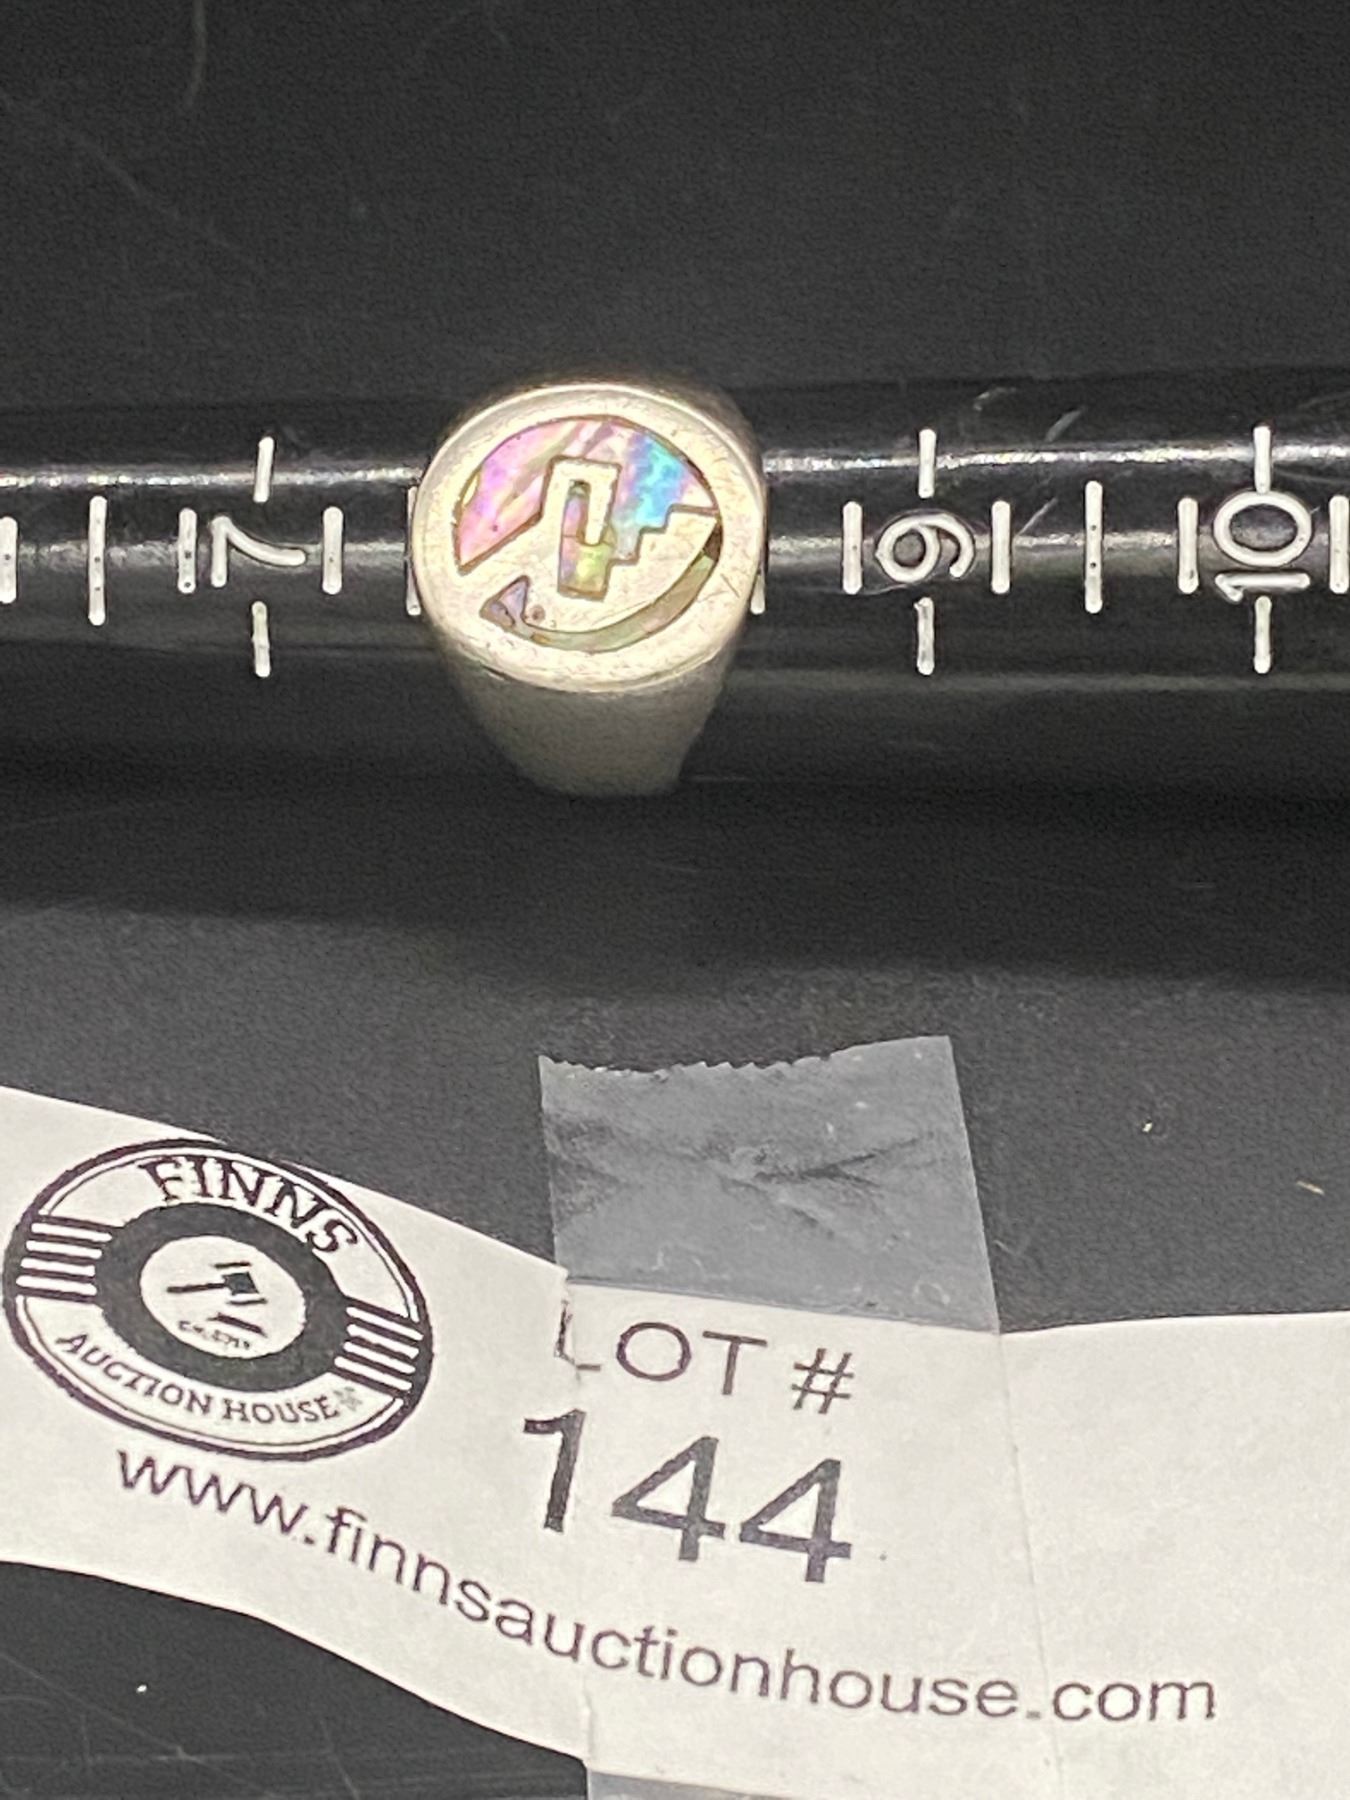 7
9
10
FINNS
AUCTION HOUSE
www.finnsauctionhouse.com
LOT #
144